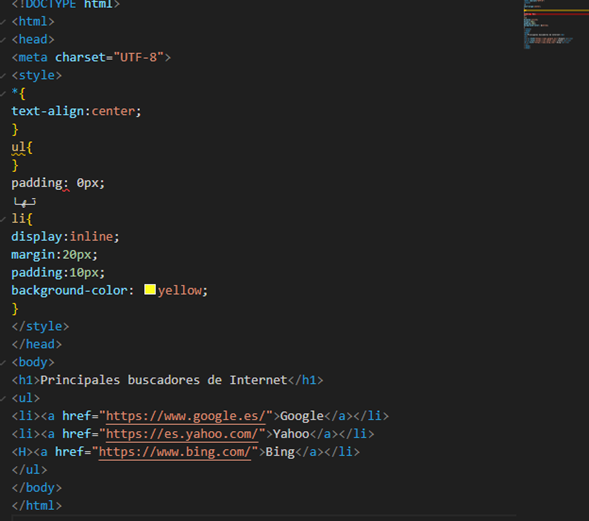 <!DOCTYPE html>
<html>
<head>
<meta charset="UTF-8">
<style>
*{
text-align:center;
}
ul{
}
padding: 0px;
تـهـا
li{
display:inline;
margin:20px;
padding:10px;
background-color: yellow;
}
</style>
</head>
<body>
<h1>Principales buscadores de Internet</h1>
<ul>
<li><a href="https://www.google.es/">Google</a></li>
<li><a href="https://es.yahoo.com/">Yahoo</a></li>
<H><a href="https://www.bing.com/">Bing</a></li>
</ul>
</body>
</html>